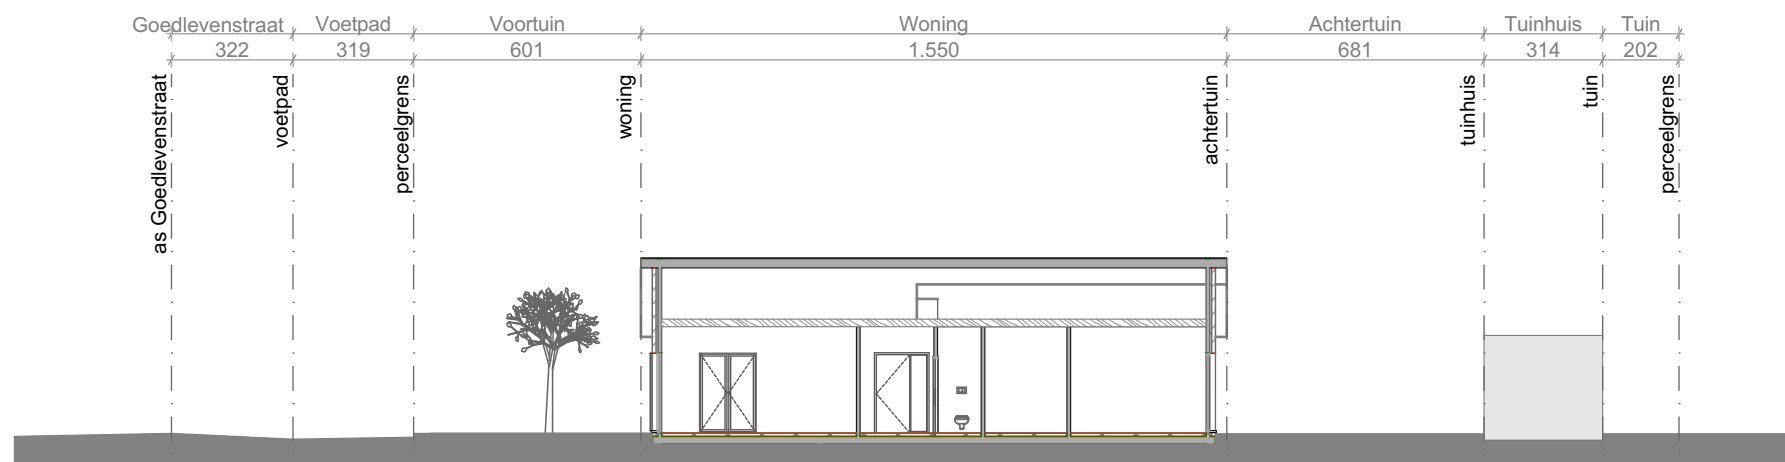 Goedlevenstraat Voetpad Voortuin Woning Achtertuin Tuinhuis Tuin
322 319 601 1.550 681 314 202
as Goedlevenstraat
voetpad
perceelgrens
woning
achtertuin
tuinhuis
tuin
perceelgrens